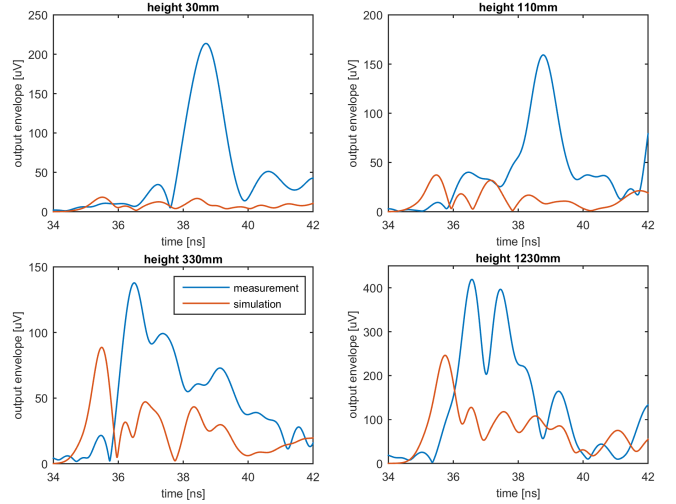 height 30mm
250
200
150
100
50
0
output envelope [uV]
34 36 38 40 42
time [ns]
height 110mm
200
150
100
50
0
output envelope [uV]
34 36 38 40 42
time [ns]
height 330mm
150
100
50
0
output envelope [uV]
measurement
simulation
34 36 38 40 42
time [ns]
height 1230mm
400
300
200
100
0
output envelope [uV]
34 36 38 40 42
time [ns]